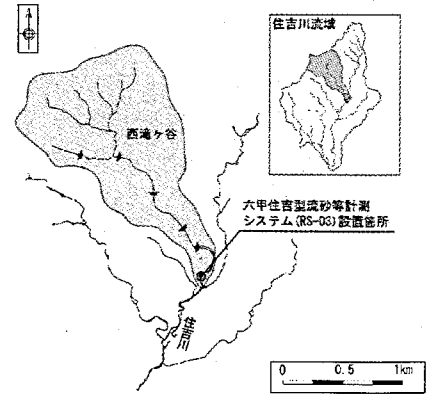 住吉川流域
西滝ヶ谷
六甲住吉型流砂等計測
システム(RS-03)設置箇所
住吉川
0 0.5 1km